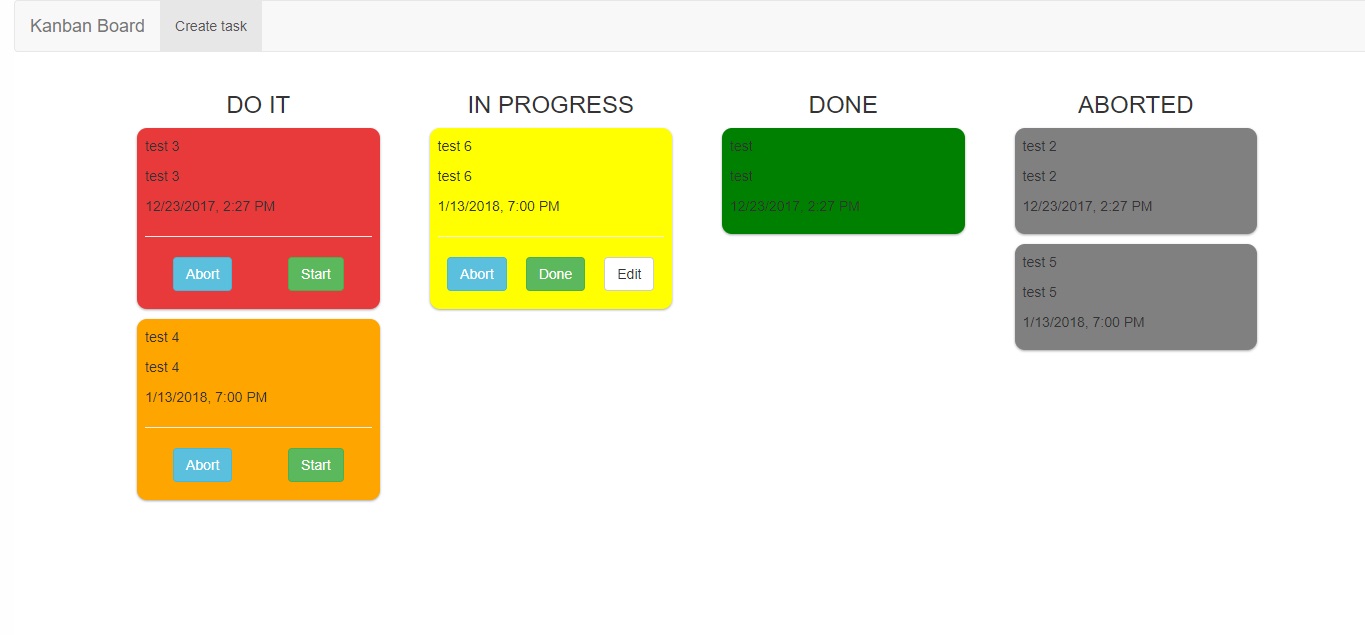 Kanban Board Create task
DO IT
test 3
test 3
12/23/2017, 2:27 PM
Abort Start
test 4
test 4
1/13/2018, 7:00 PM
Abort Start
IN PROGRESS
test 6
test 6
1/13/2018, 7:00 PM
Abort Done Edit
DONE
test
test
12/23/2017, 2:27 PM
ABORTED
test 2
test 2
12/23/2017, 2:27 PM
test 5
test 5
1/13/2018, 7:00 PM